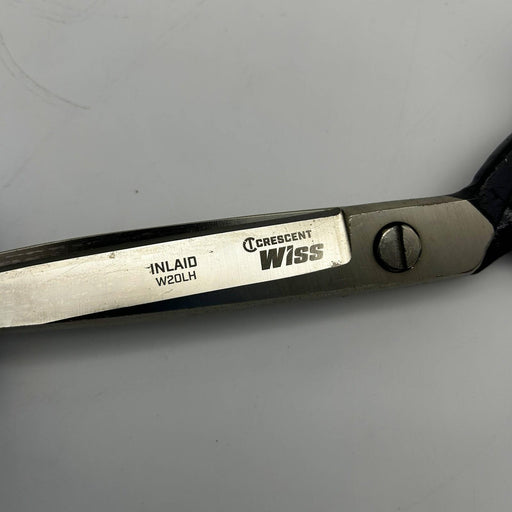 INLAID
W20LH
CRESCENT
Wiss